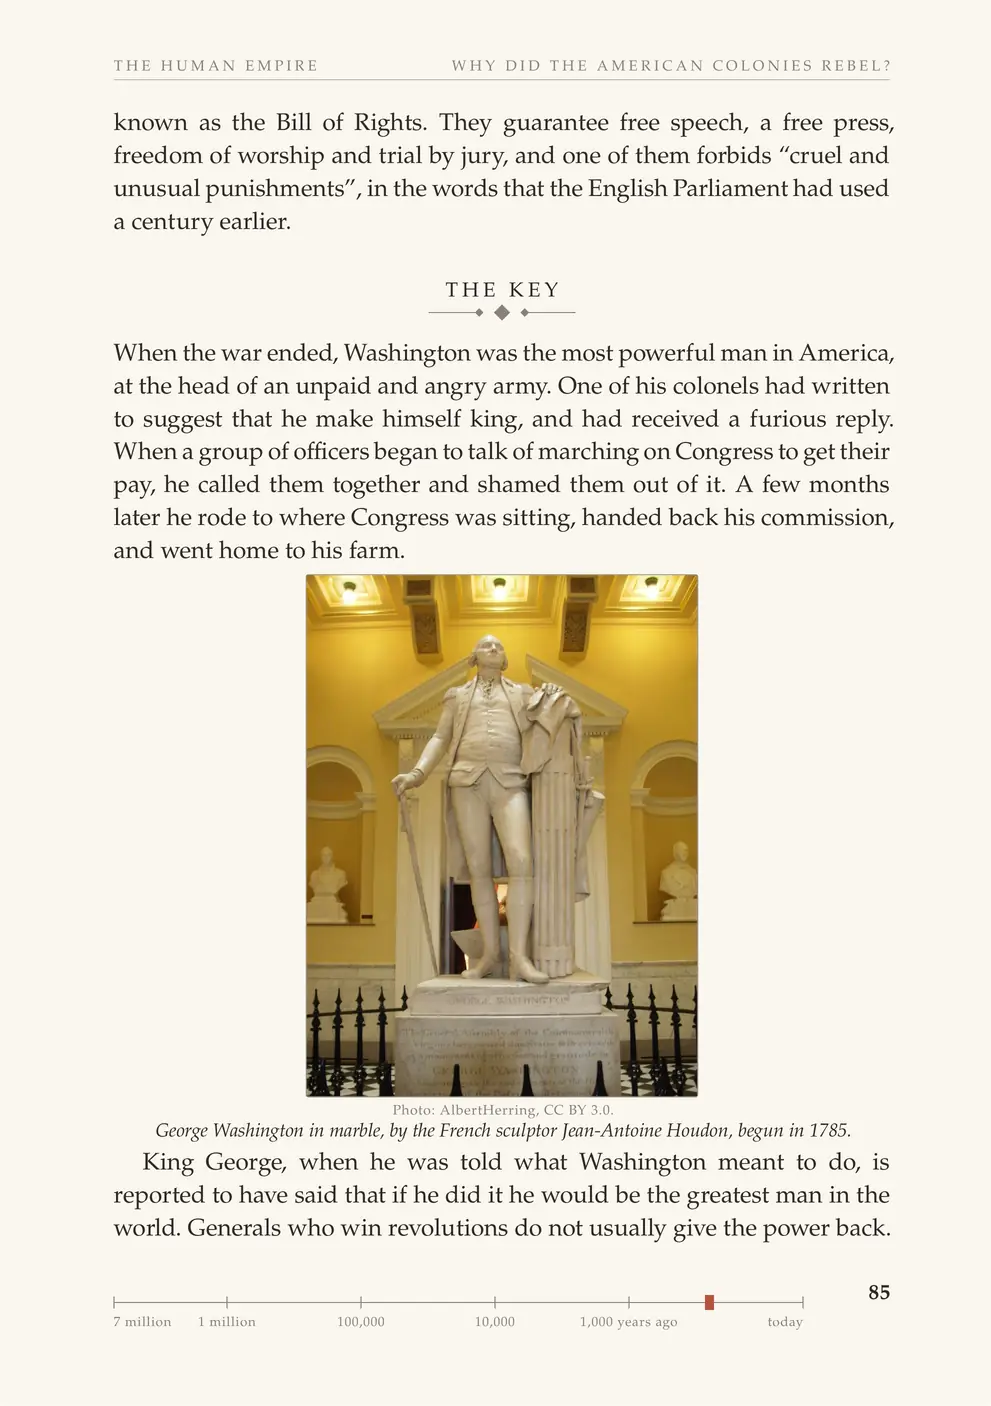 THE HUMAN EMPIRE
WHY DID THE AMERICAN COLONIES REBEL?
known as the Bill of Rights. They guarantee free speech, a free press,
freedom of worship and trial by jury, and one of them forbids “cruel and
unusual punishments”, in the words that the English Parliament had used
a century earlier.
THE KEY
When the war ended, Washington was the most powerful man in America,
at the head of an unpaid and angry army. One of his colonels had written
to suggest that he make himself king, and had received a furious reply.
When a group of officers began to talk of marching on Congress to get their
pay, he called them together and shamed them out of it. A few months
later he rode to where Congress was sitting, handed back his commission,
and went home to his farm.
GEORGE WASHINGTON
The General Assembly of the Commonwealth
GEORGE WASHINGTON
Photo: AlbertHerring, CC BY 3.0.
George Washington in marble, by the French sculptor Jean-Antoine Houdon, begun in 1785.
King George, when he was told what Washington meant to do, is
reported to have said that if he did it he would be the greatest man in the
world. Generals who win revolutions do not usually give the power back.
85
7 million
1 million
100,000
10,000
1,000 years ago
today